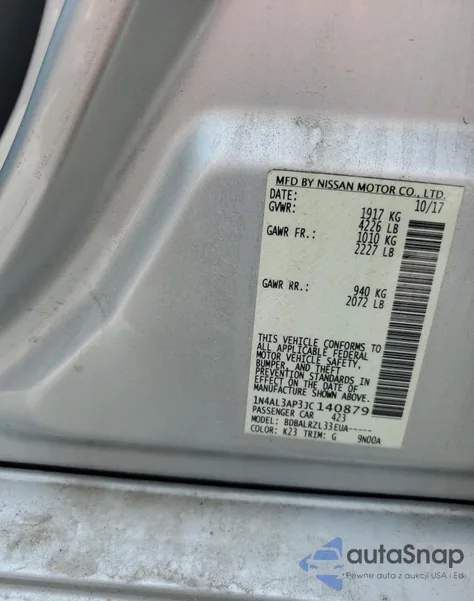 MFD BY NISSAN MOTOR CO., LTD.
DATE: 10/17
GVWR: 1917 KG
4226 LB
GAWR FR.: 1010 KG
2227 LB
GAWR RR.: 940 KG
2072 LB
THIS VEHICLE CONFORMS TO
ALL APPLICABLE FEDERAL
MOTOR VEHICLE SAFETY,
BUMPER, AND THEFT
PREVENTION STANDARDS IN
EFFECT ON THE DATE OF
MANUFACTURE SHOWN ABOVE.
1N4AL3AP3JC140879
PASSENGER CAR 423
MODEL: BDBALRZL33EUA-----
COLOR: K23 TRIM: G 9N00A
autoSnap
Pewne auta z aukcji USA i EU